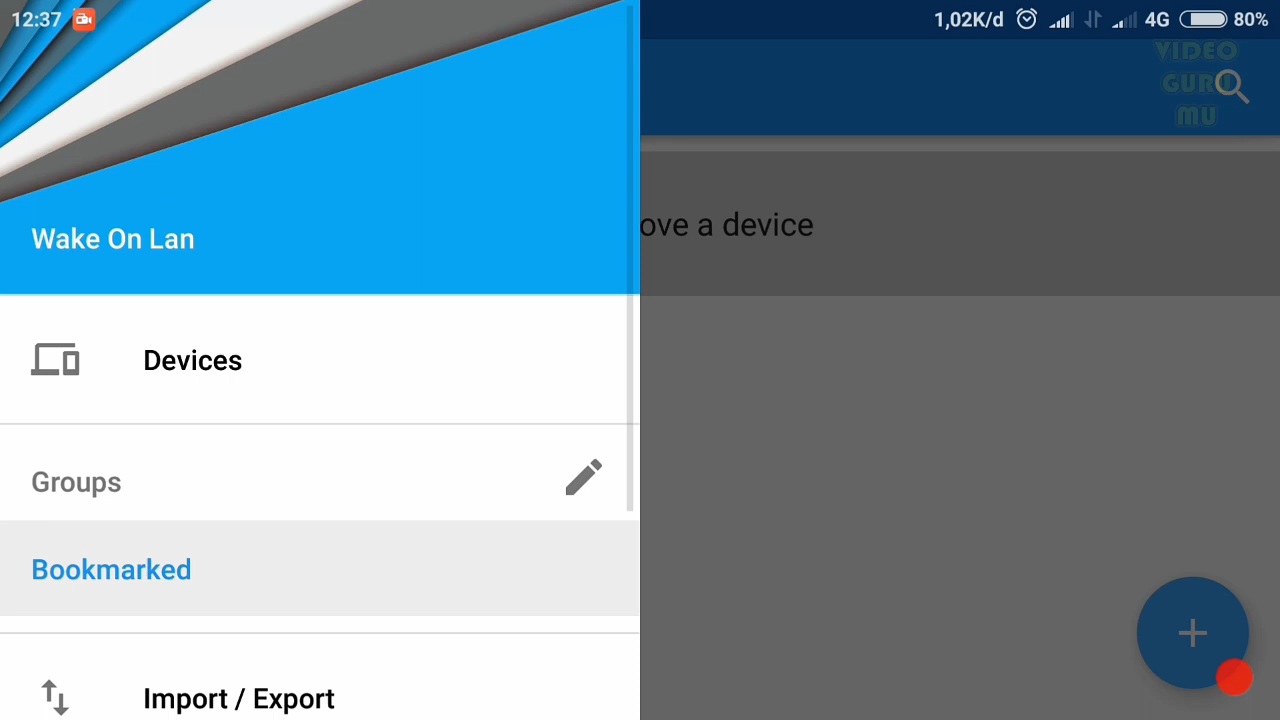 12:37
1,02K/d
4G
80%
VIDEO
GURU
MU
Wake On Lan
ove a device
Devices
Groups
Bookmarked
Import / Export